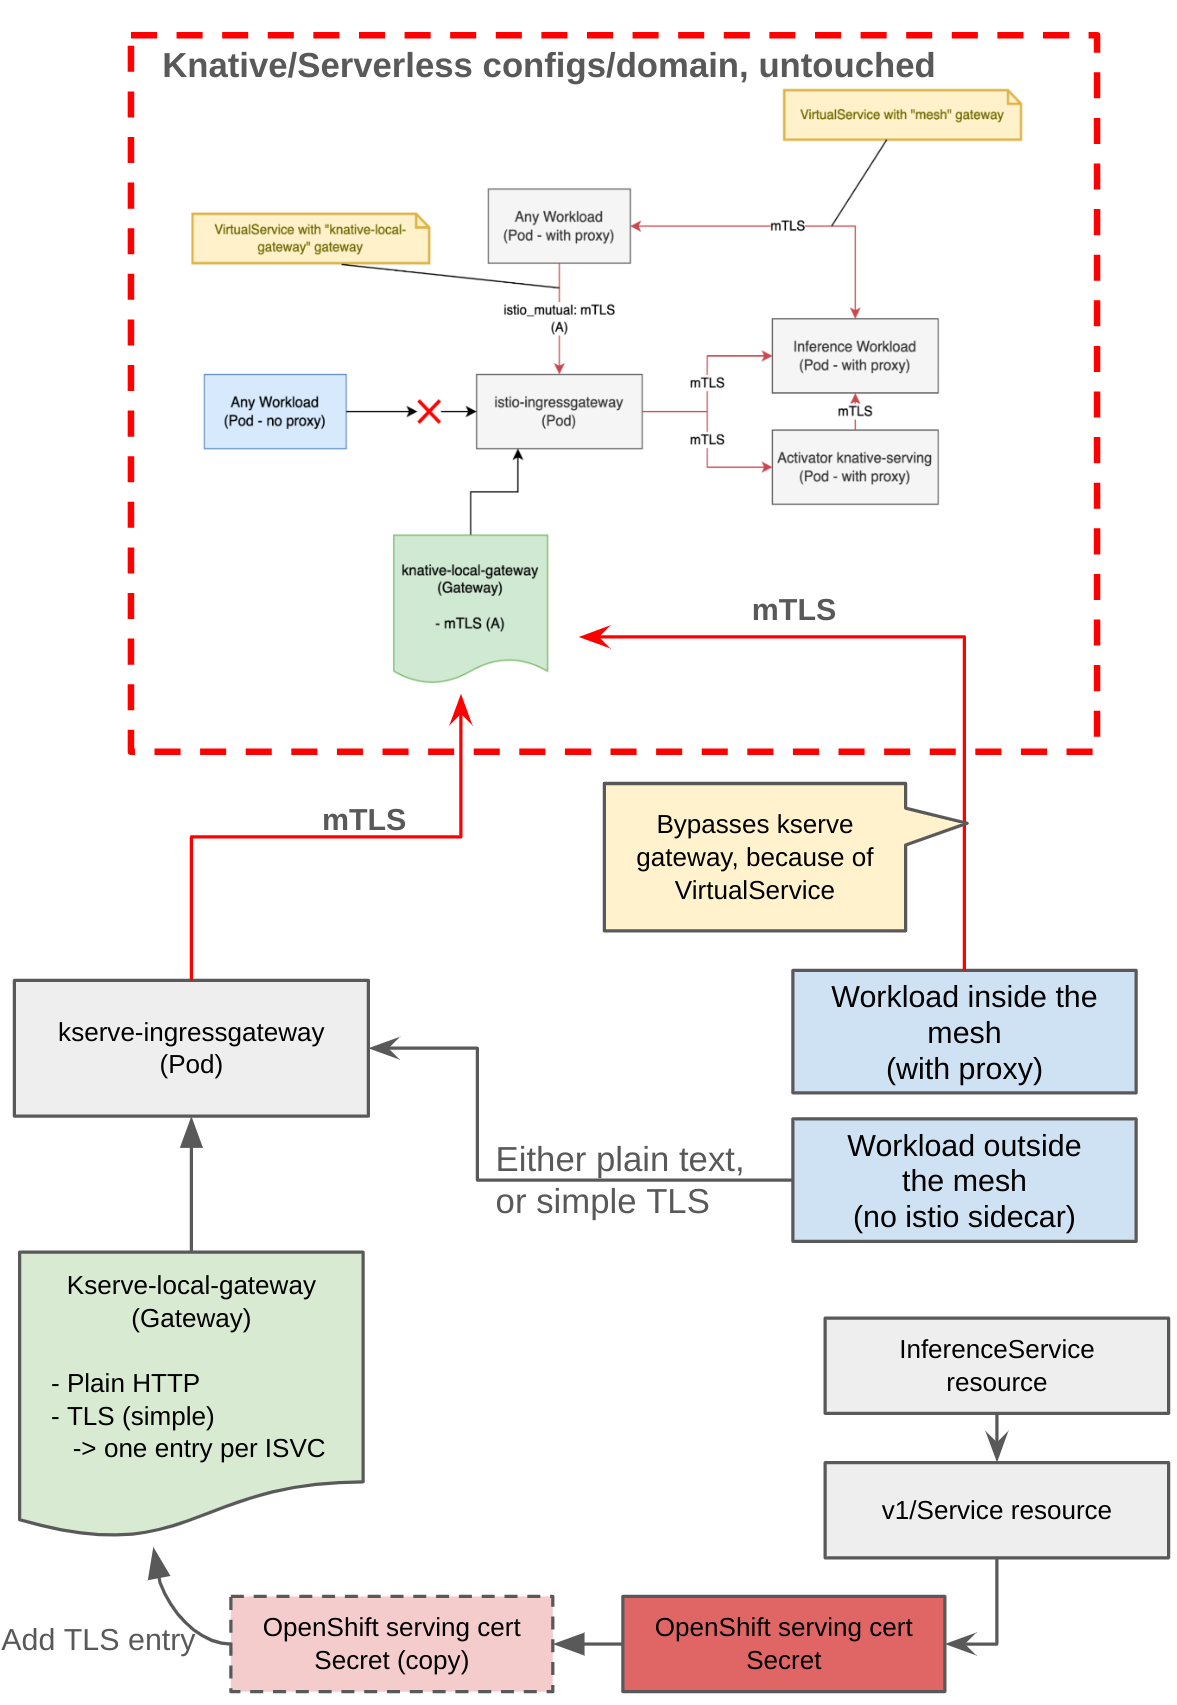 Knative/Serverless configs/domain, untouched
VirtualService with "mesh" gateway
Any Workload
(Pod - with proxy)
mTLS
VirtualService with "knative-local-
gateway" gateway
istio_mutual: mTLS
(A)
Inference Workload
(Pod - with proxy)
Any Workload
(Pod - no proxy)
istio-ingressgateway
(Pod)
mTLS
mTLS
mTLS
Activator knative-serving
(Pod - with proxy)
knative-local-gateway
(Gateway)
- mTLS (A)
mTLS
mTLS
Bypasses kserve
gateway, because of
VirtualService
kserve-ingressgateway
(Pod)
Workload inside the
mesh
(with proxy)
Either plain text,
or simple TLS
Workload outside
the mesh
(no istio sidecar)
Kserve-local-gateway
(Gateway)
- Plain HTTP
- TLS (simple)
-> one entry per ISVC
InferenceService
resource
v1/Service resource
Add TLS entry
OpenShift serving cert
Secret (copy)
OpenShift serving cert
Secret